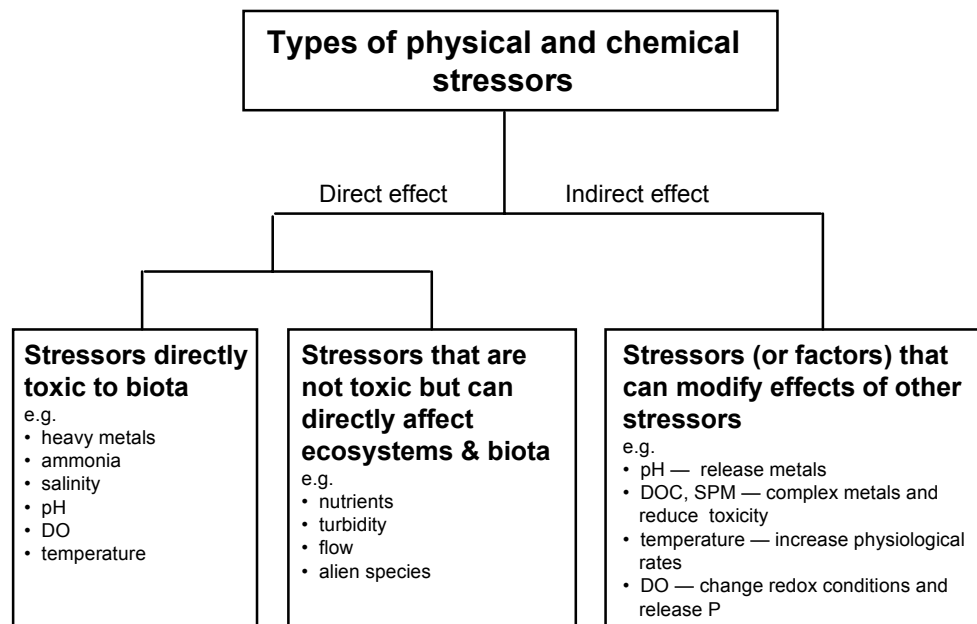 Types of physical and chemical
stressors
Direct effect
Indirect effect
Stressors directly
toxic to biota
e.g.
• heavy metals
• ammonia
• salinity
• pH
• DO
• temperature
Stressors that are
not toxic but can
directly affect
ecosystems & biota
e.g.
• nutrients
• turbidity
• flow
• alien species
Stressors (or factors) that
can modify effects of other
stressors
e.g.
• pH — release metals
• DOC, SPM — complex metals and
reduce toxicity
• temperature — increase physiological
rates
• DO — change redox conditions and
release P